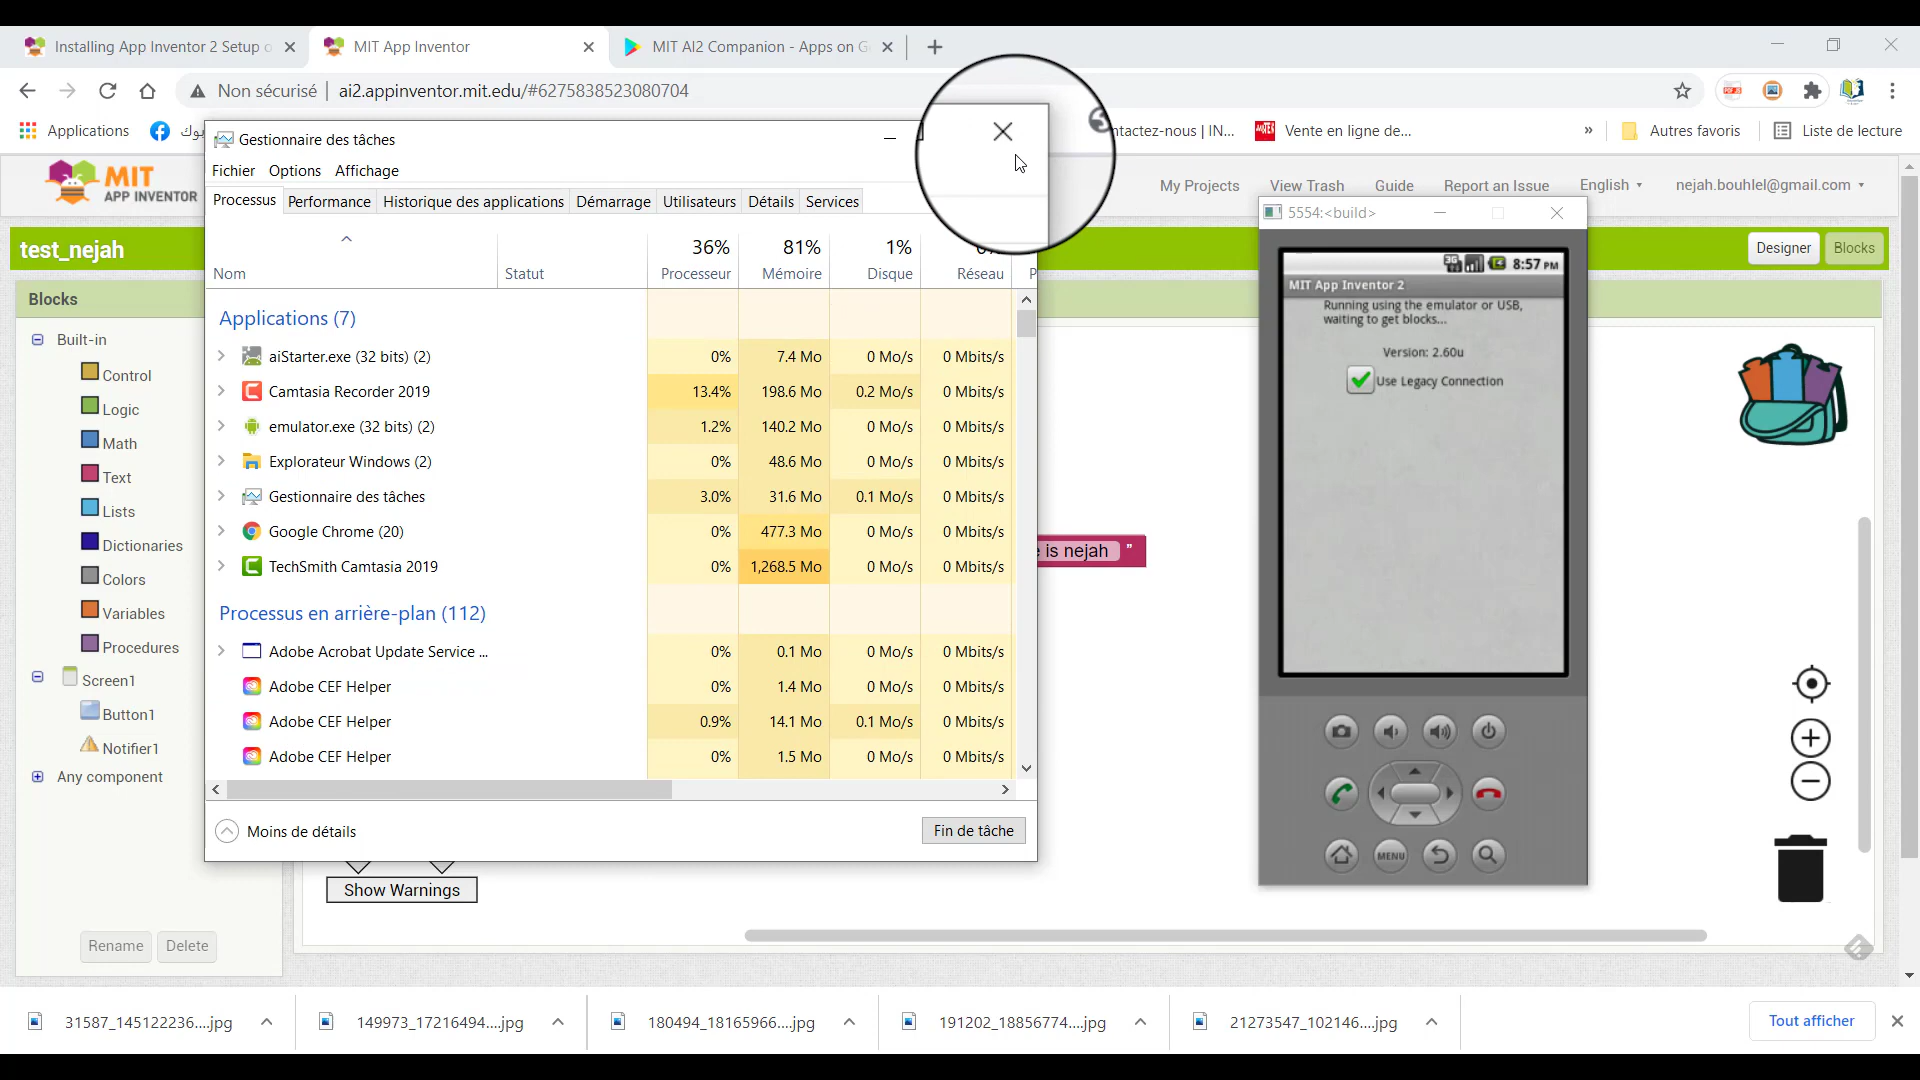 Installing App Inventor 2 Setup o
MIT App Inventor
MIT AI2 Companion - Apps on G
Non sécurisé
ai2.appinventor.mit.edu/#6275838523080704
Applications
بوك
ntactez-nous | IN...
Vente en ligne de...
»
Autres favoris
Liste de lecture
MIT
APP INVENTOR
My Projects
View Trash
Guide
Report an Issue
English
nejah.bouhlel@gmail.com
test_nejah
Designer
Blocks
Blocks
Built-in
Control
Logic
Math
Text
Lists
Dictionaries
Colors
Variables
Procedures
Screen1
Button1
Notifier1
Any component
Rename
Delete
Gestionnaire des tâches
Fichier
Options
Affichage
Processus
Performance
Historique des applications
Démarrage
Utilisateurs
Détails
Services
36%
81%
1%
Nom
Statut
Processeur
Mémoire
Disque
Réseau
P
Applications (7)
aiStarter.exe (32 bits) (2) 0% 7.4 Mo 0 Mo/s 0 Mbits/s
Camtasia Recorder 2019 13.4% 198.6 Mo 0.2 Mo/s 0 Mbits/s
emulator.exe (32 bits) (2) 1.2% 140.2 Mo 0 Mo/s 0 Mbits/s
Explorateur Windows (2) 0% 48.6 Mo 0 Mo/s 0 Mbits/s
Gestionnaire des tâches 3.0% 31.6 Mo 0.1 Mo/s 0 Mbits/s
Google Chrome (20) 0% 477.3 Mo 0 Mo/s 0 Mbits/s
TechSmith Camtasia 2019 0% 1,268.5 Mo 0 Mo/s 0 Mbits/s
Processus en arrière-plan (112)
Adobe Acrobat Update Service ... 0% 0.1 Mo 0 Mo/s 0 Mbits/s
Adobe CEF Helper 0% 1.4 Mo 0 Mo/s 0 Mbits/s
Adobe CEF Helper 0.9% 14.1 Mo 0.1 Mo/s 0 Mbits/s
Adobe CEF Helper 0% 1.5 Mo 0 Mo/s 0 Mbits/s
Moins de détails
Fin de tâche
Show Warnings
is nejah ”
5554:<build>
3G
8:57 PM
MIT App Inventor 2
Running using the emulator or USB,
waiting to get blocks...
Version: 2.60u
Use Legacy Connection
MENU
31587_145122236....jpg
149973_17216494....jpg
180494_18165966....jpg
191202_18856774....jpg
21273547_102146....jpg
Tout afficher